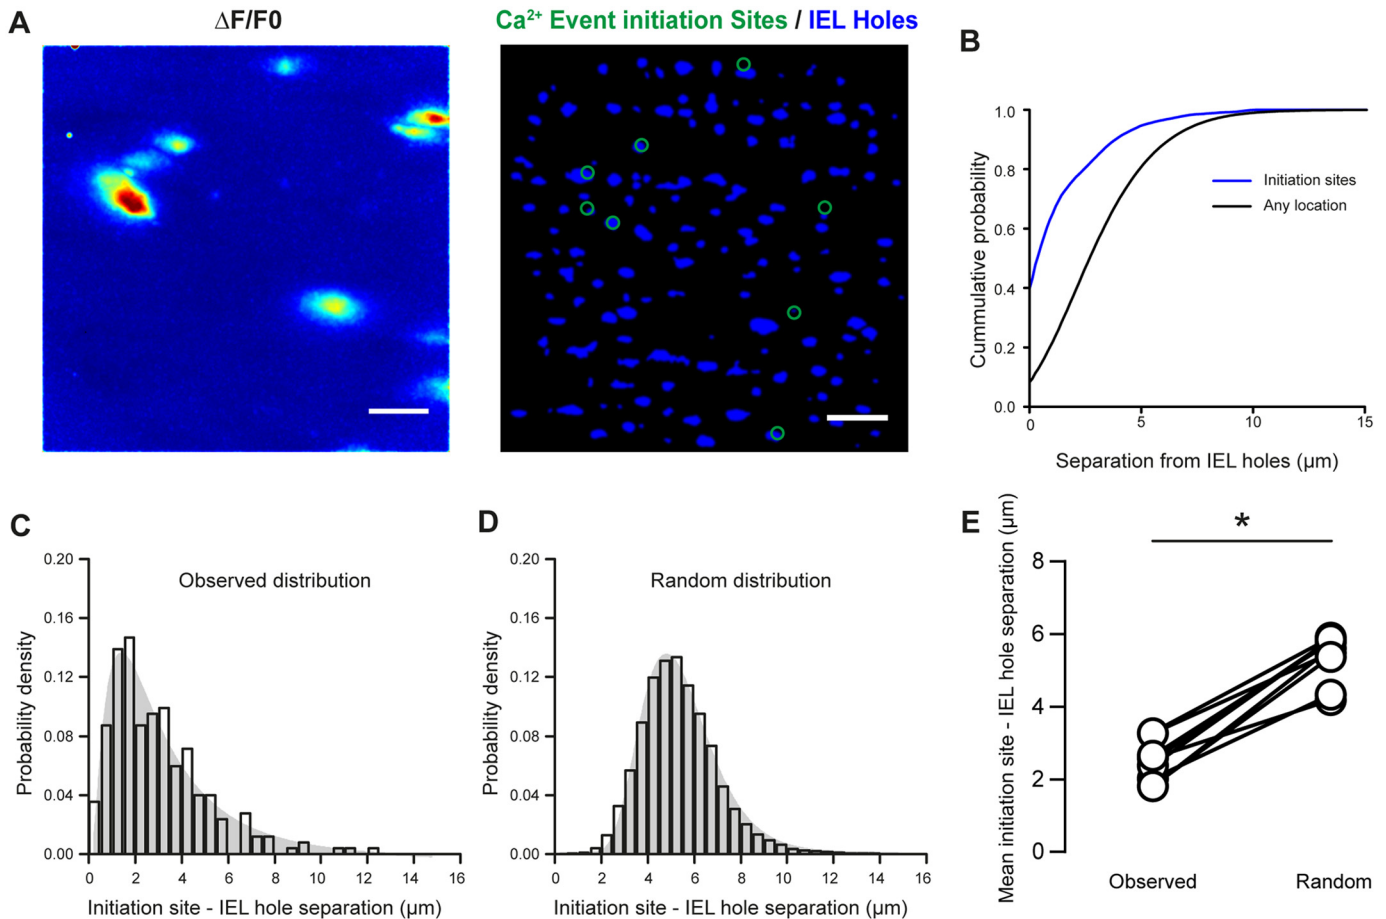 A
ΔF/F0
Ca²⁺ Event initiation Sites / IEL Holes
B
Cummulative probability
1.0
0.8
0.6
0.4
0.2
0.0
Initiation sites
Any location
0 5 10 15
Separation from IEL holes (µm)
C
Observed distribution
Probability density
0.20
0.16
0.12
0.08
0.04
0.00
0 2 4 6 8 10 12 14 16
Initiation site - IEL hole separation (µm)
D
Random distribution
Probability density
0.20
0.16
0.12
0.08
0.04
0.00
0 2 4 6 8 10 12 14 16
Initiation site - IEL hole separation (µm)
E
*
Mean initiation site - IEL hole separation (µm)
8
6
4
2
0
Observed Random